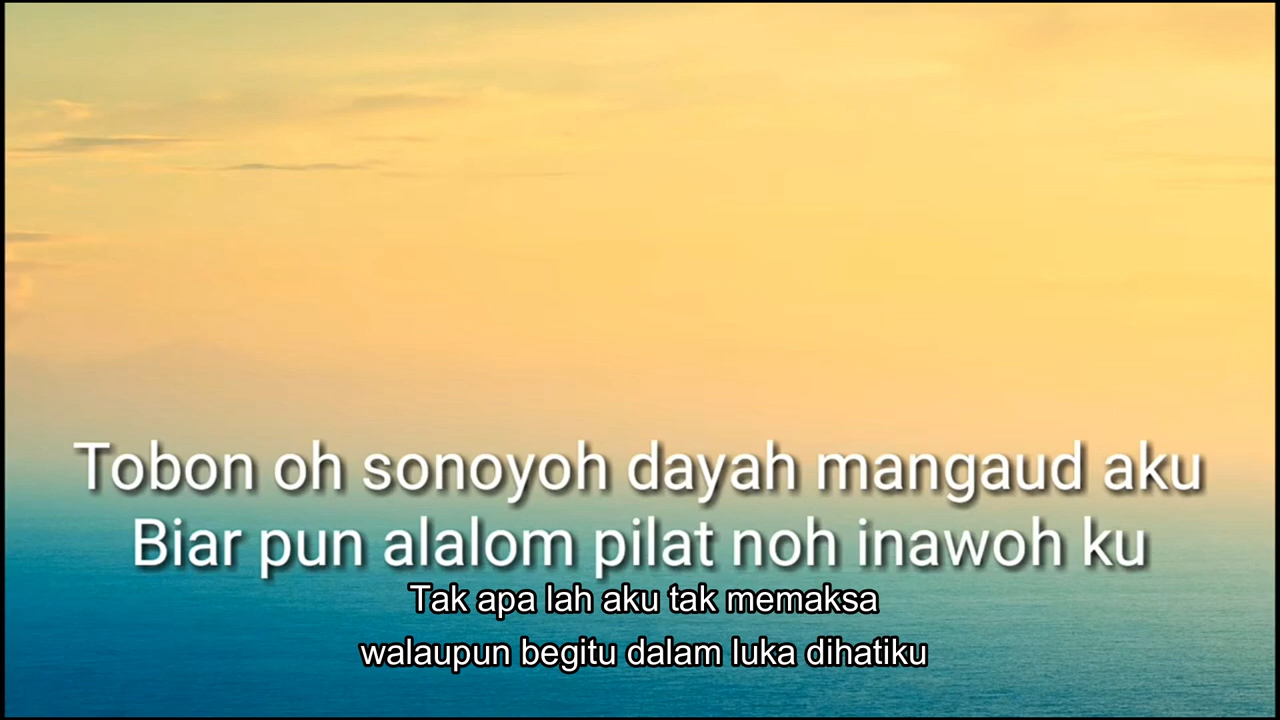 Tobon oh sonoyoh dayah mangaud aku
Biar pun alalom pilat noh inawoh ku
Tak apa lah aku tak memaksa
walaupun begitu dalam luka dihatiku